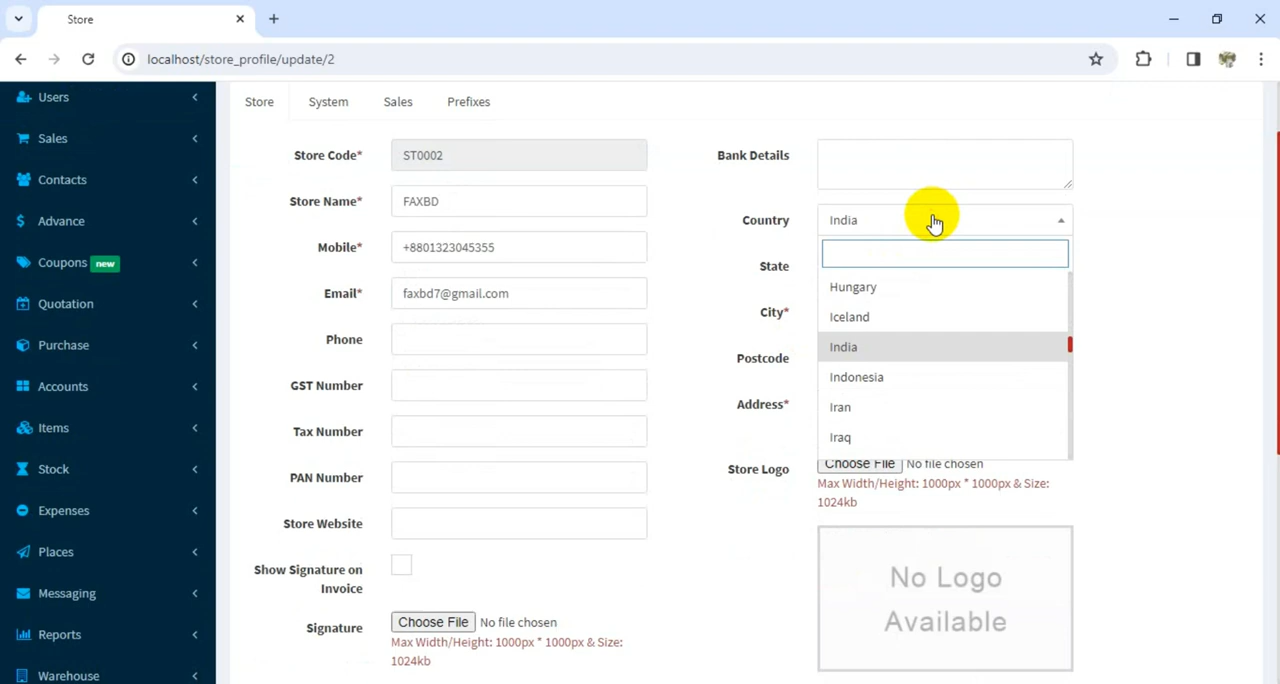 Store
localhost/store_profile/update/2
Users
Sales
Contacts
Advance
Coupons new
Quotation
Purchase
Accounts
Items
Stock
Expenses
Places
Messaging
Reports
Warehouse
Store System Sales Prefixes
Store Code* ST0002
Store Name* FAXBD
Mobile* +8801323045355
Email* faxbd7@gmail.com
Phone
GST Number
Tax Number
PAN Number
Store Website
Show Signature on
Invoice
Signature Choose File No file chosen
Max Width/Height: 1000px * 1000px & Size:
1024kb
Bank Details
Country India
Hungary
Iceland
India
Indonesia
Iran
Iraq
State
City*
Postcode
Address*
Store Logo Choose File No file chosen
Max Width/Height: 1000px * 1000px & Size:
1024kb
No Logo
Available